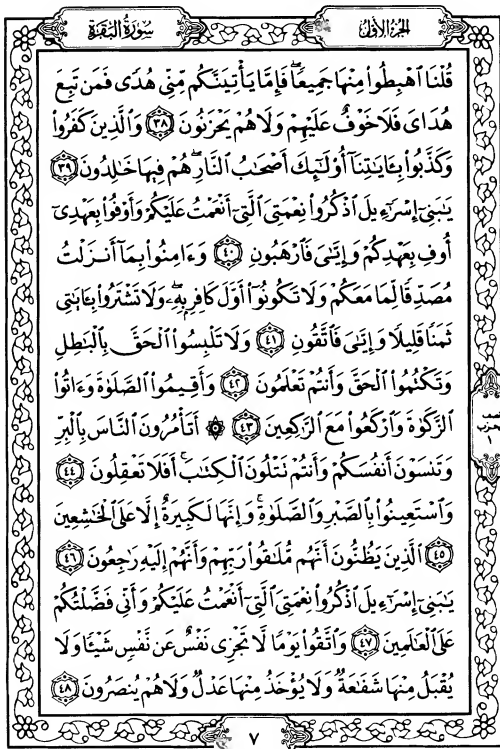 الجزء الأول
سورة البقرة
قُلْنَا ٱهْبِطُوا۟ مِنْهَا جَمِيعًاۖ فَإِمَّا يَأْتِيَنَّكُم مِّنِّى هُدًى فَمَن تَبِعَ
هُدَاىَ فَلَا خَوْفٌ عَلَيْهِمْ وَلَا هُمْ يَحْزَنُونَ ٣٨ وَٱلَّذِينَ كَفَرُوا۟
وَكَذَّبُوا۟ بِـَٔايَـٰتِنَآ أُو۟لَـٰٓئِكَ أَصْحَـٰبُ ٱلنَّارِۖ هُمْ فِيهَا خَـٰلِدُونَ ٣٩
يَـٰبَنِىٓ إِسْرَٰٓءِيلَ ٱذْكُرُوا۟ نِعْمَتِىَ ٱلَّتِىٓ أَنْعَمْتُ عَلَيْكُمْ وَأَوْفُوا۟ بِعَهْدِىٓ
أُوفِ بِعَهْدِكُمْ وَإِيَّـٰىَ فَٱرْهَبُونِ ٤٠ وَءَامِنُوا۟ بِمَآ أَنزَلْتُ
مُصَدِّقًا لِّمَا مَعَكُمْ وَلَا تَكُونُوٓا۟ أَوَّلَ كَافِرٍۭ بِهِۦۖ وَلَا تَشْتَرُوا۟ بِـَٔايَـٰتِى
ثَمَنًا قَلِيلًا وَإِيَّـٰىَ فَٱتَّقُونِ ٤١ وَلَا تَلْبِسُوا۟ ٱلْحَقَّ بِٱلْبَـٰطِلِ
وَتَكْتُمُوا۟ ٱلْحَقَّ وَأَنتُمْ تَعْلَمُونَ ٤٢ وَأَقِيمُوا۟ ٱلصَّلَوٰةَ وَءَاتُوا۟
ٱلزَّكَوٰةَ وَٱرْكَعُوا۟ مَعَ ٱلرَّٰكِعِينَ ٤٣ ۞ أَتَأْمُرُونَ ٱلنَّاسَ بِٱلْبِرِّ
وَتَنسَوْنَ أَنفُسَكُمْ وَأَنتُمْ تَتْلُونَ ٱلْكِتَـٰبَۚ أَفَلَا تَعْقِلُونَ ٤٤
وَٱسْتَعِينُوا۟ بِٱلصَّبْرِ وَٱلصَّلَوٰةِۚ وَإِنَّهَا لَكَبِيرَةٌ إِلَّا عَلَى ٱلْخَـٰشِعِينَ
٤٥ ٱلَّذِينَ يَظُنُّونَ أَنَّهُم مُّلَـٰقُوا۟ رَبِّهِمْ وَأَنَّهُمْ إِلَيْهِ رَٰجِعُونَ ٤٦
يَـٰبَنِىٓ إِسْرَٰٓءِيلَ ٱذْكُرُوا۟ نِعْمَتِىَ ٱلَّتِىٓ أَنْعَمْتُ عَلَيْكُمْ وَأَنِّى فَضَّلْتُكُمْ
عَلَى ٱلْعَـٰلَمِينَ ٤٧ وَٱتَّقُوا۟ يَوْمًا لَّا تَجْزِى نَفْسٌ عَن نَّفْسٍ شَيْـًٔا وَلَا
يُقْبَلُ مِنْهَا شَفَـٰعَةٌ وَلَا يُؤْخَذُ مِنْهَا عَدْلٌ وَلَا هُمْ يُنصَرُونَ ٤٨
١
٧